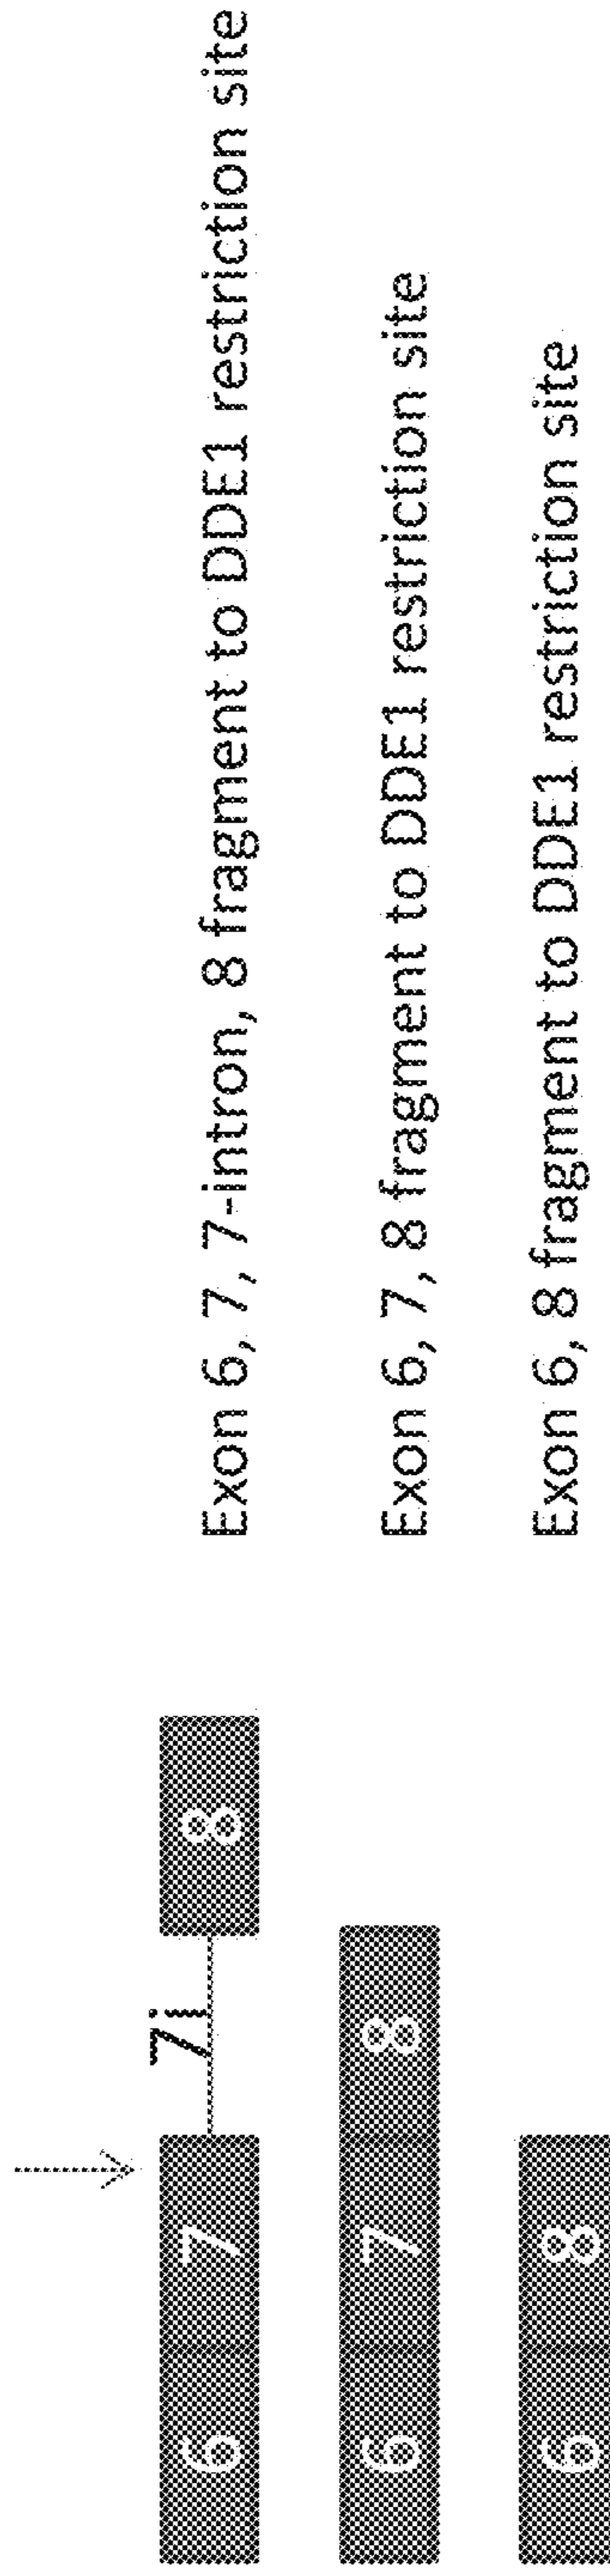 6 7 7i 8
Exon 6, 7, 7-intron, 8 fragment to DDE1 restriction site
6 7 8
Exon 6, 7, 8 fragment to DDE1 restriction site
6 8
Exon 6, 8 fragment to DDE1 restriction site